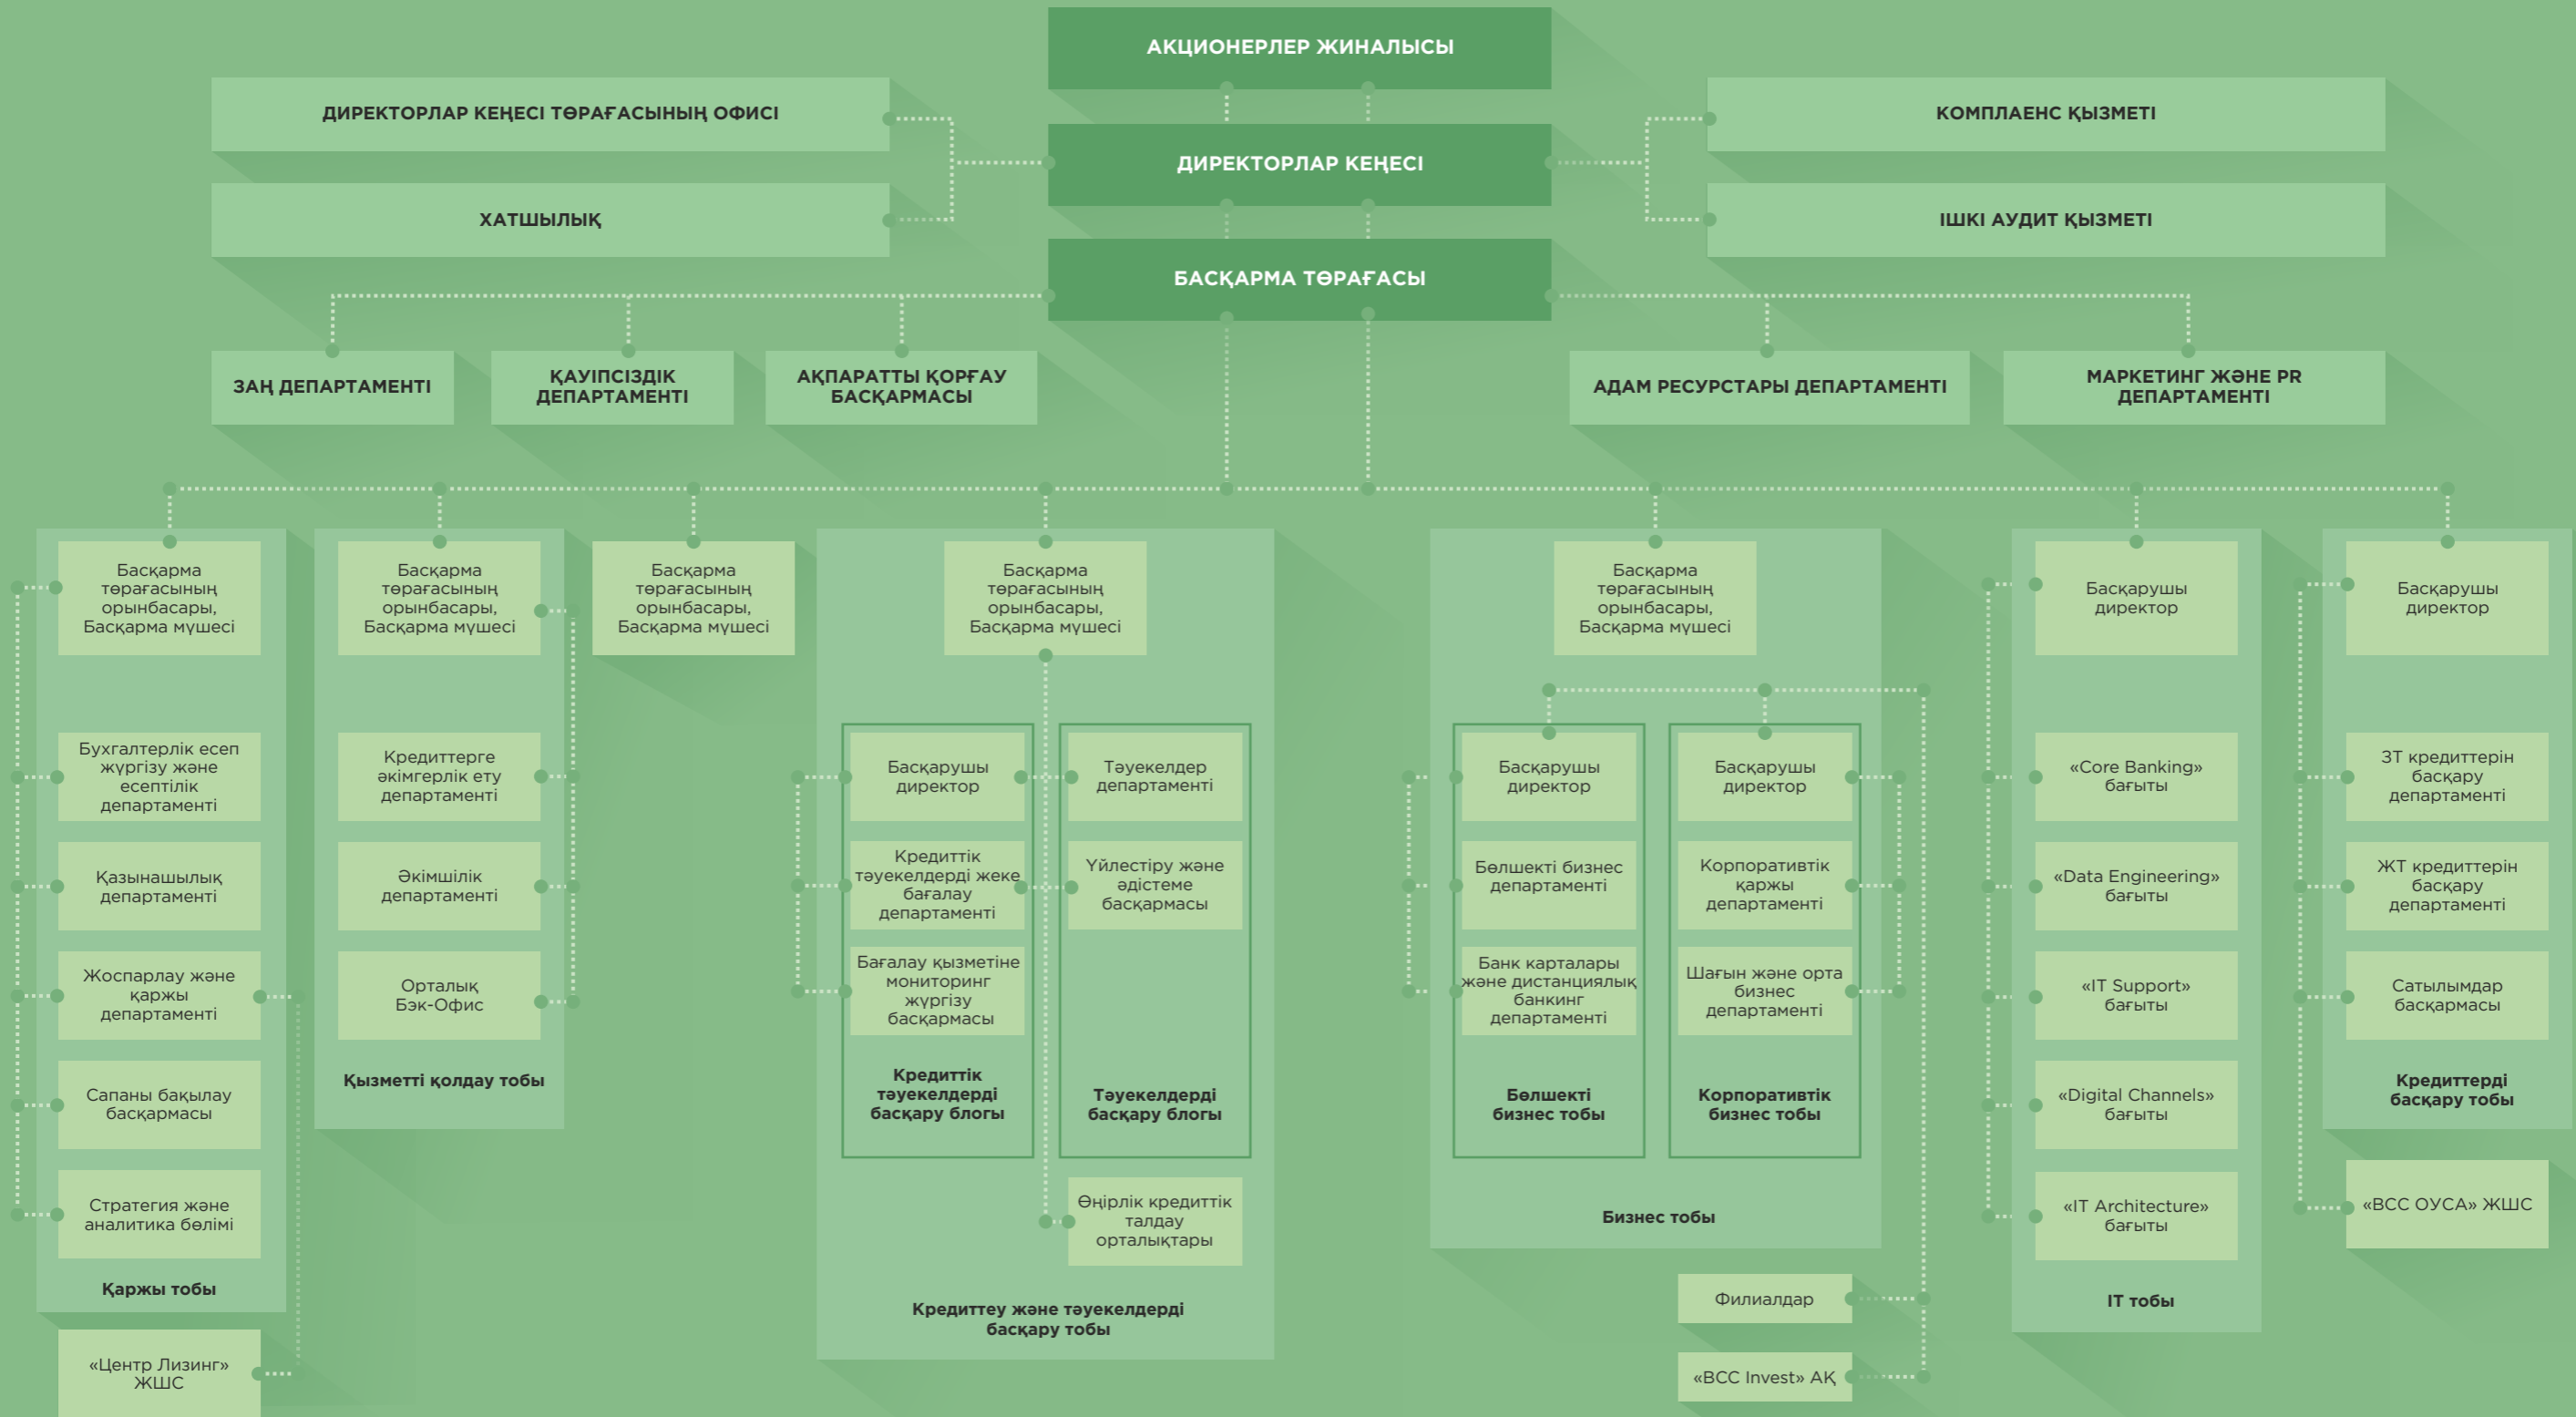 АКЦИОНЕРЛЕР ЖИНАЛЫСЫ
ДИРЕКТОРЛАР КЕҢЕСІ ТӨРАҒАСЫНЫҢ ОФИСІ
КОМПЛАЕНС ҚЫЗМЕТІ
ДИРЕКТОРЛАР КЕҢЕСІ
ХАТШЫЛЫҚ
ІШКІ АУДИТ ҚЫЗМЕТІ
БАСҚАРМА ТӨРАҒАСЫ
ЗАҢ ДЕПАРТАМЕНТІ
ҚАУІПСІЗДІК
ДЕПАРТАМЕНТІ
АҚПАРАТТЫ ҚОРҒАУ
БАСҚАРМАСЫ
АДАМ РЕСУРСТАРЫ ДЕПАРТАМЕНТІ
МАРКЕТИНГ ЖӘНЕ PR
ДЕПАРТАМЕНТІ
Басқарма
төрағасының
орынбасары,
Басқарма мүшесі
Бухгалтерлік есеп
жүргізу және
есептілік
департаменті
Қазынашылық
департаменті
Жоспарлау және
қаржы
департаменті
Сапаны бақылау
басқармасы
Стратегия және
аналитика бөлімі
Қаржы тобы
«Центр Лизинг»
ЖШС
Басқарма
төрағасының
орынбасары,
Басқарма мүшесі
Кредиттерге
әкімгерлік ету
департаменті
Әкімшілік
департаменті
Орталық
Бэк-Офис
Қызметті қолдау тобы
Басқарма
төрағасының
орынбасары,
Басқарма мүшесі
Басқарма
төрағасының
орынбасары,
Басқарма мүшесі
Басқарушы
директор
Кредиттік
тәуекелдерді жеке
бағалау
департаменті
Бағалау қызметіне
мониторинг
жүргізу
басқармасы
Кредиттік
тәуекелдерді
басқару блогы
Тәуекелдер
департаменті
Үйлестіру және
әдістеме
басқармасы
Тәуекелдерді
басқару блогы
Өңірлік кредиттік
талдау
орталықтары
Кредиттеу және тәуекелдерді
басқару тобы
Басқарма
төрағасының
орынбасары,
Басқарма мүшесі
Басқарушы
директор
Бөлшекті бизнес
департаменті
Банк карталары
және дистанциялық
банкинг
департаменті
Бөлшекті
бизнес тобы
Басқарушы
директор
Корпоративтік
қаржы
департаменті
Шағын және орта
бизнес
департаменті
Корпоративтік
бизнес тобы
Бизнес тобы
Филиалдар
«BCC Invest» АҚ
Басқарушы
директор
«Core Banking»
бағыты
«Data Engineering»
бағыты
«IT Support»
бағыты
«Digital Channels»
бағыты
«IT Architecture»
бағыты
IT тобы
Басқарушы
директор
ЗТ кредиттерін
басқару
департаменті
ЖТ кредиттерін
басқару
департаменті
Сатылымдар
басқармасы
Кредиттерді
басқару тобы
«ВСС ОУСА» ЖШС